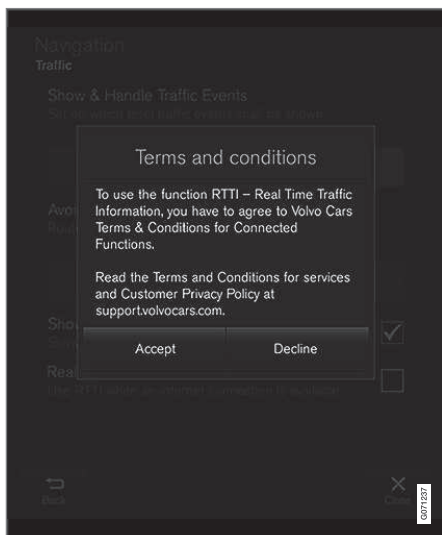 Navigation
Traffic
Show & Handle Traffic Events
Terms and conditions
To use the function RTTI – Real Time Traffic
Information, you have to agree to Volvo Cars
Terms & Conditions for Connected
Functions.
Read the Terms and Conditions for services
and Customer Privacy Policy at
support.volvocars.com.
Accept
Decline
Back
Close
G071237